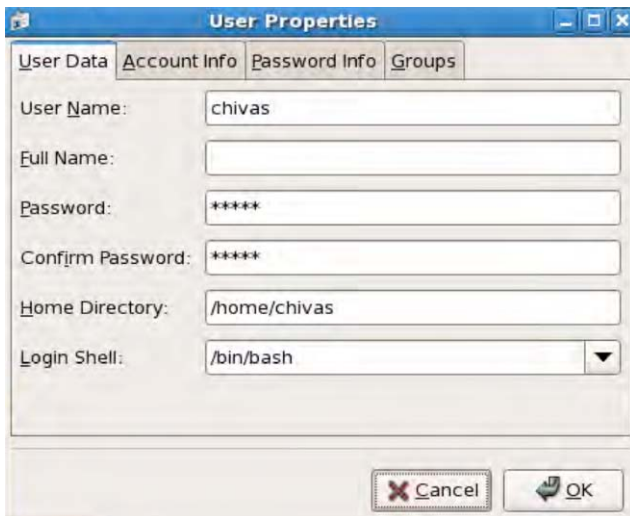 User Properties
User Data Account Info Password Info Groups
User Name: chivas
Full Name:
Password: *****
Confirm Password: *****
Home Directory: /home/chivas
Login Shell: /bin/bash
Cancel OK